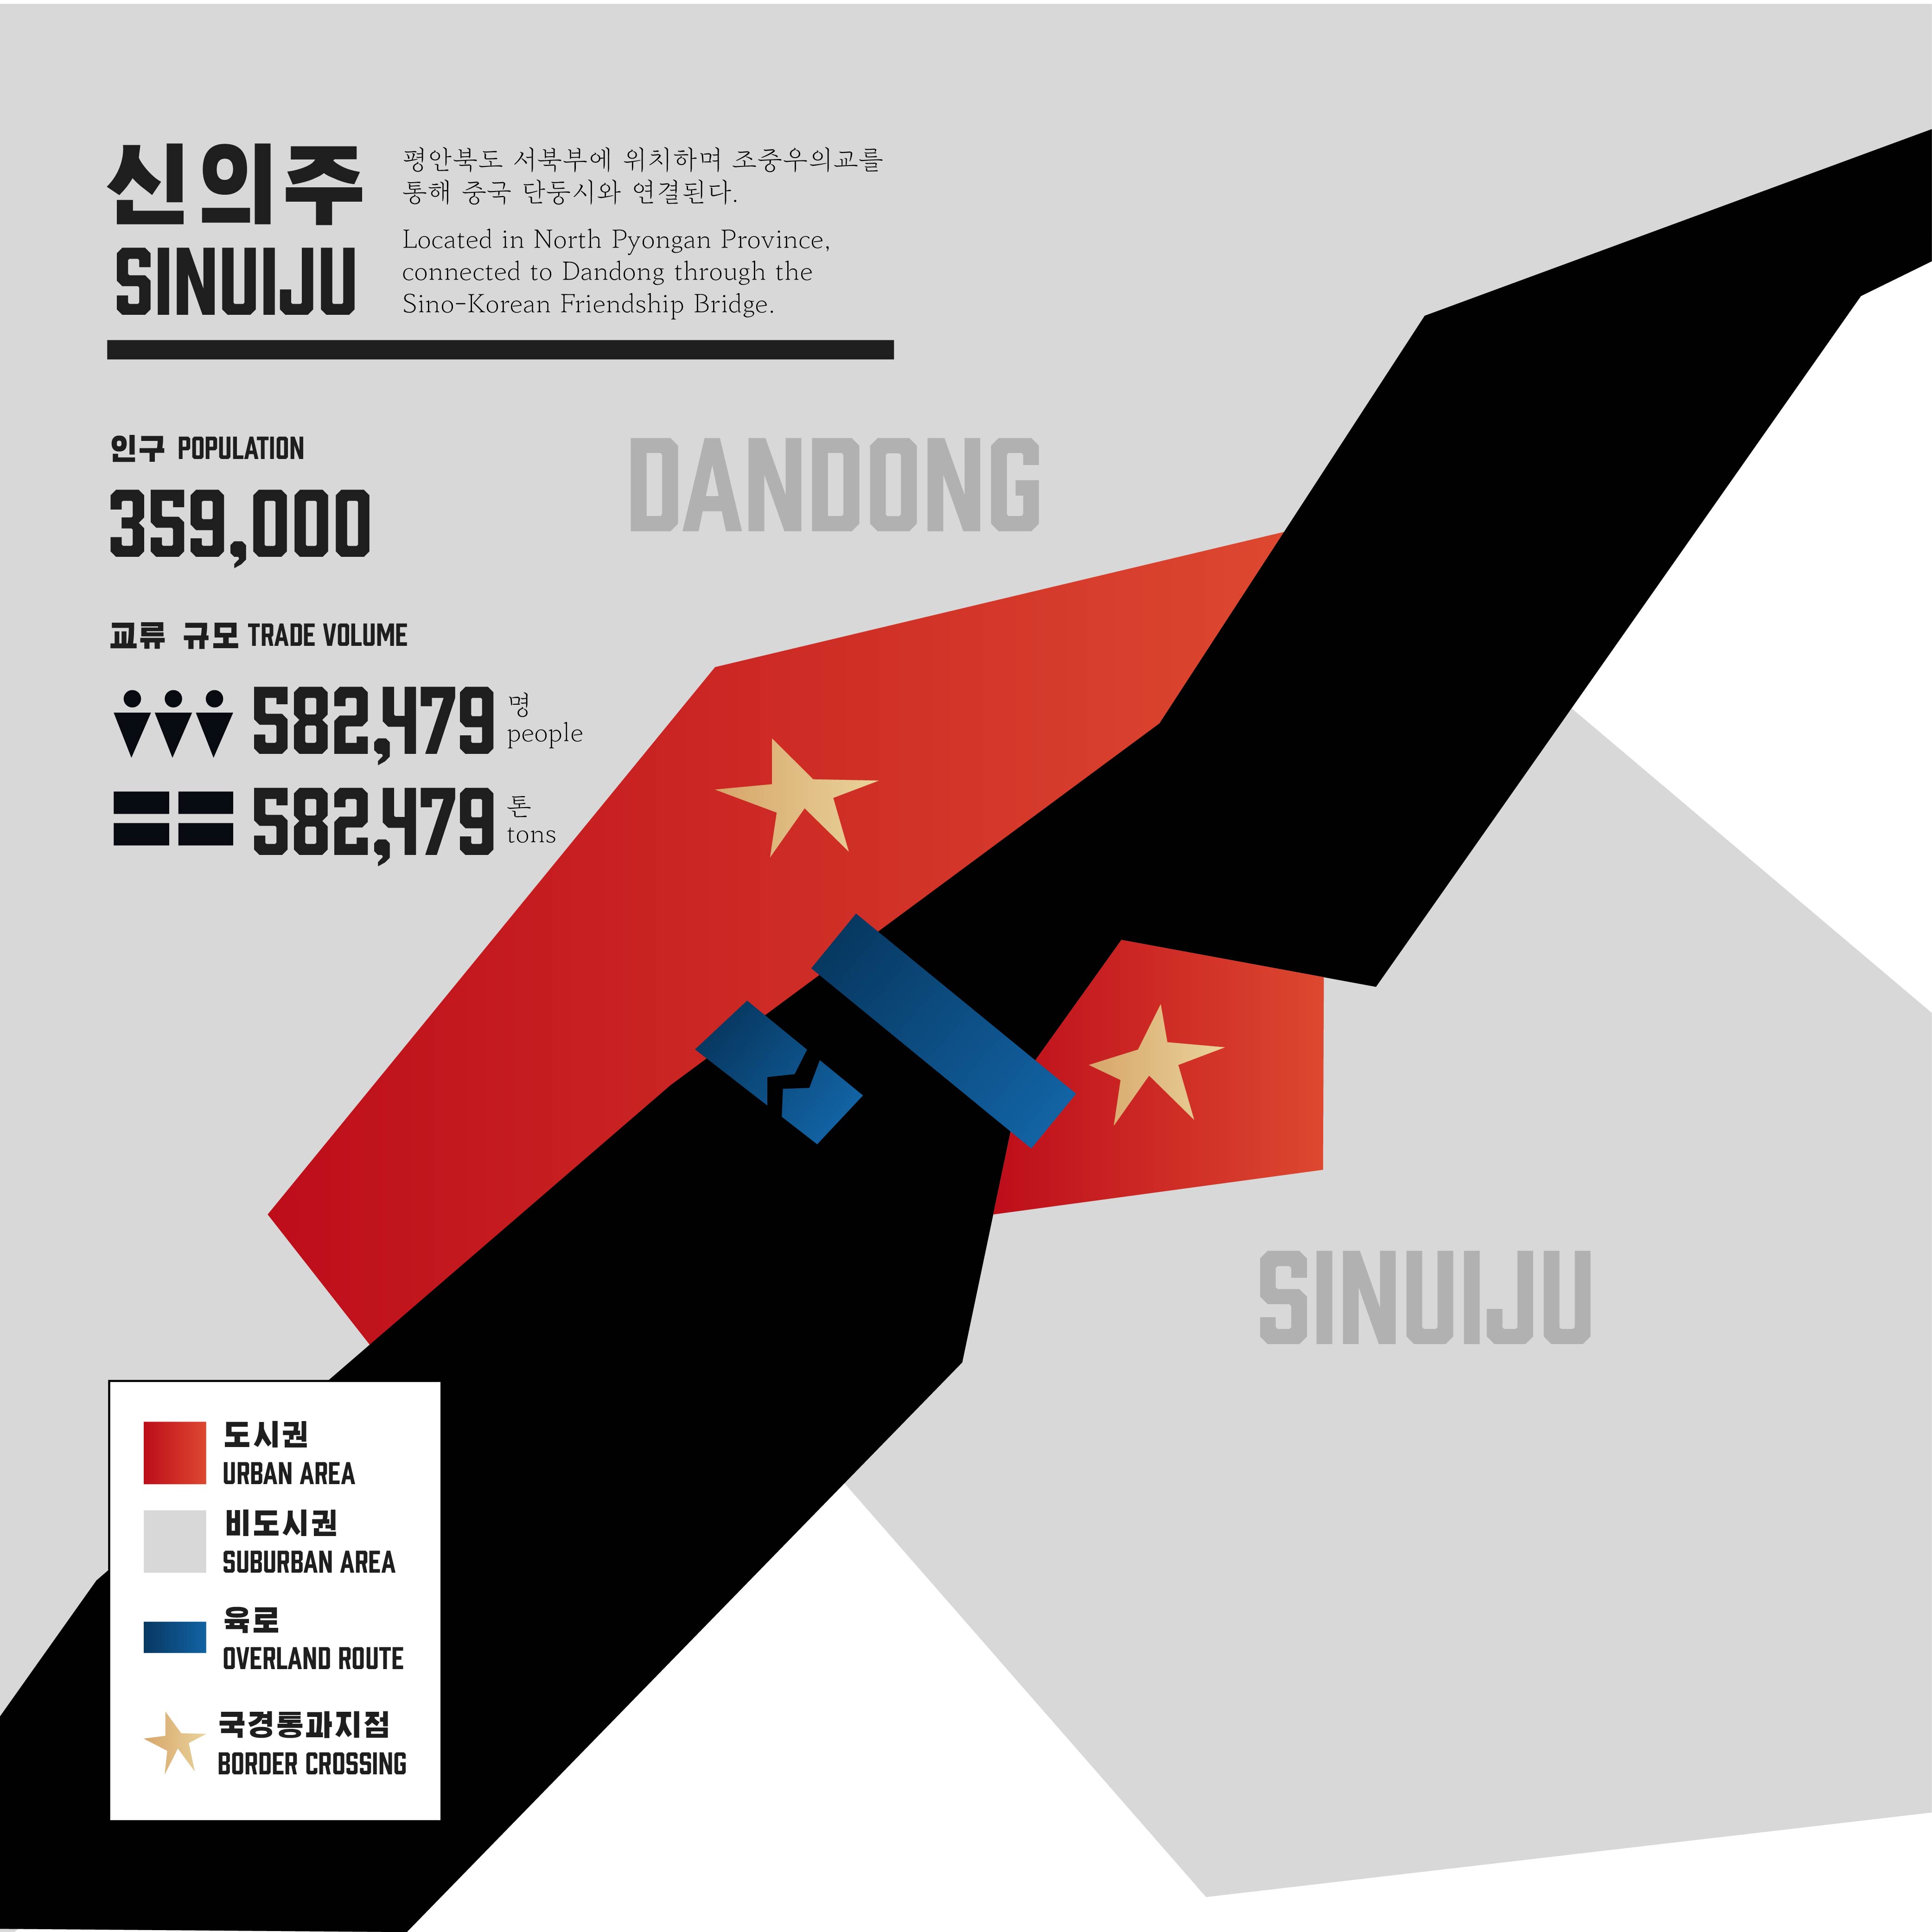 신의주
SINUIJU
평안북도 서북부에 위치하며 조중우의교를
통해 중국 단둥시와 연결된다.
Located in North Pyongan Province,
connected to Dandong through the
Sino-Korean Friendship Bridge.
인구 POPULATION
359,000
교류 규모 TRADE VOLUME
582,479 명
people
582,479 톤
tons
DANDONG
SINUIJU
도시권
URBAN AREA
비도시권
SUBURBAN AREA
육로
OVERLAND ROUTE
국경통과지점
BORDER CROSSING